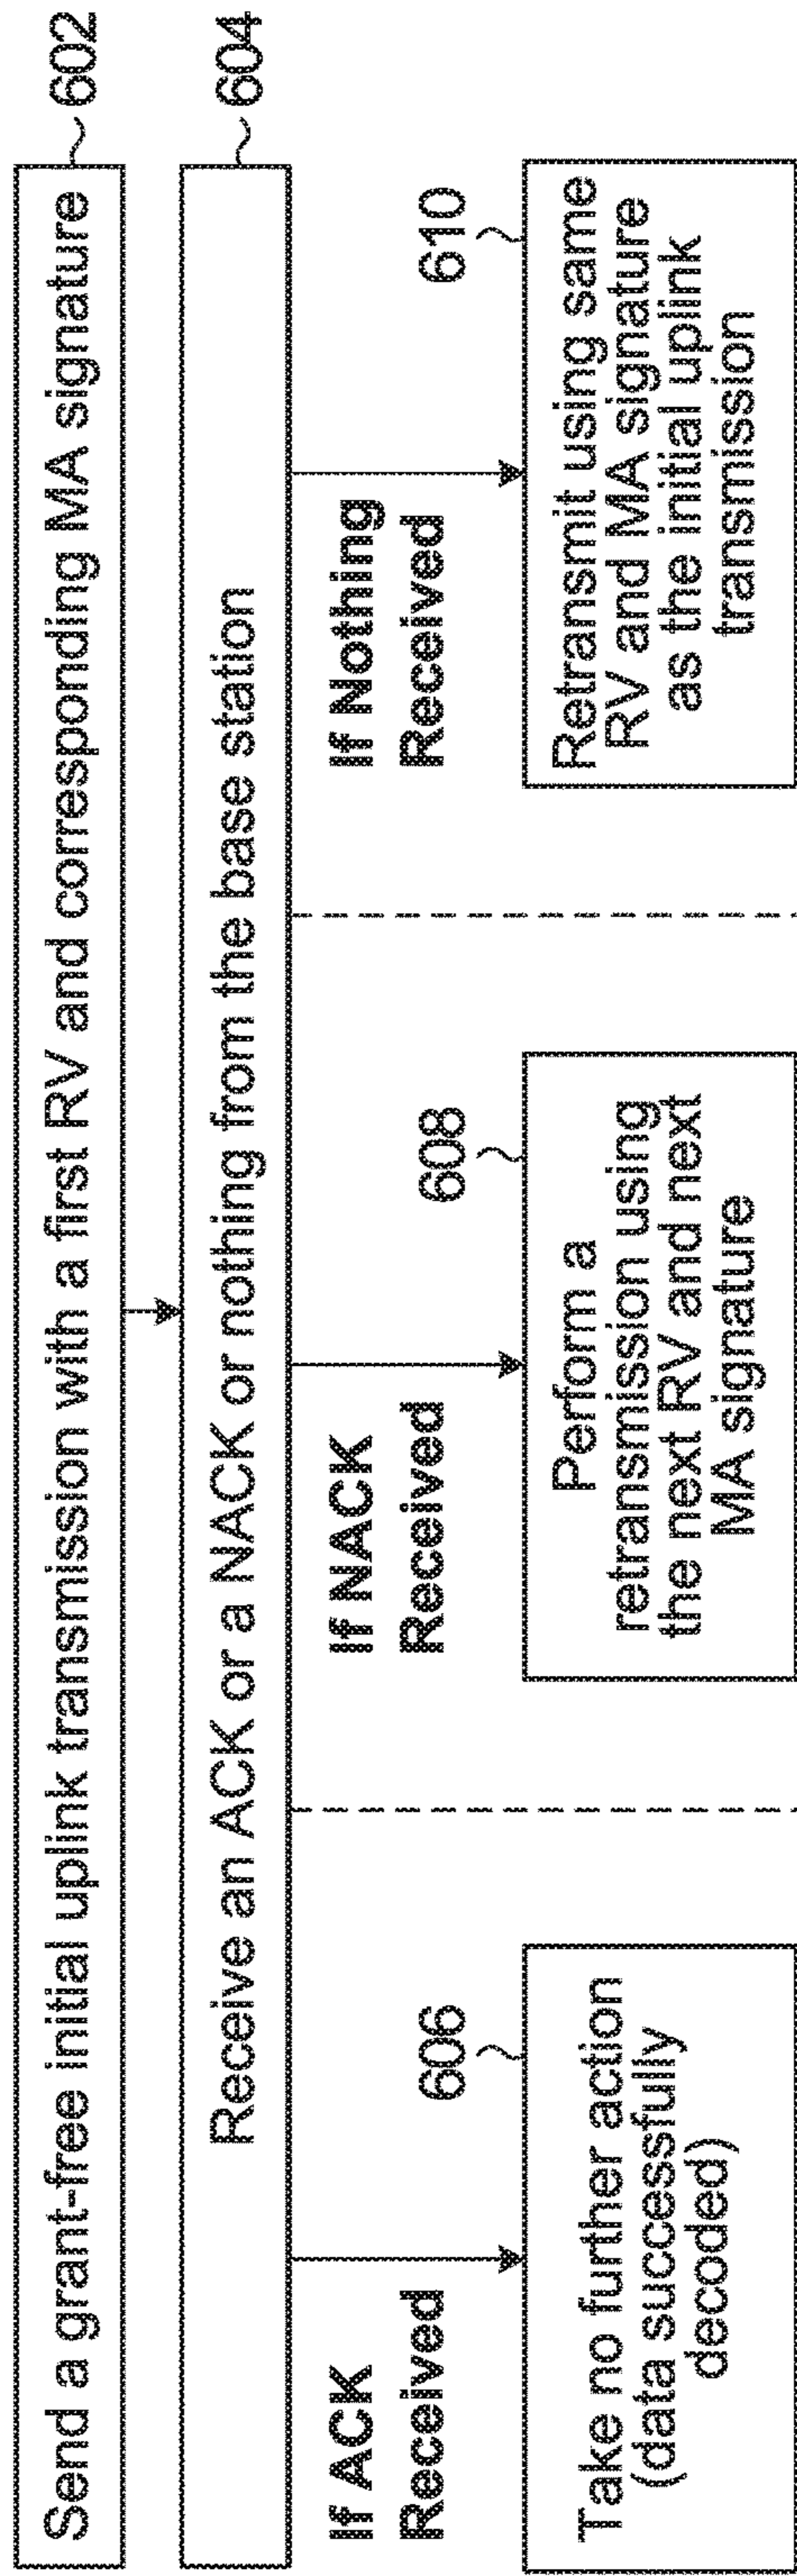 Send a grant-free initial uplink transmission with a first RV and corresponding MA signature
602
Receive an ACK or a NACK or nothing from the base station
604
If ACK
Received
606
Take no further action
(data successfully
decoded)
If NACK
Received
608
Perform a
retransmission using
the next RV and next
MA signature
If Nothing
Received
610
Retransmit using same
RV and MA signature
as the initial uplink
transmission